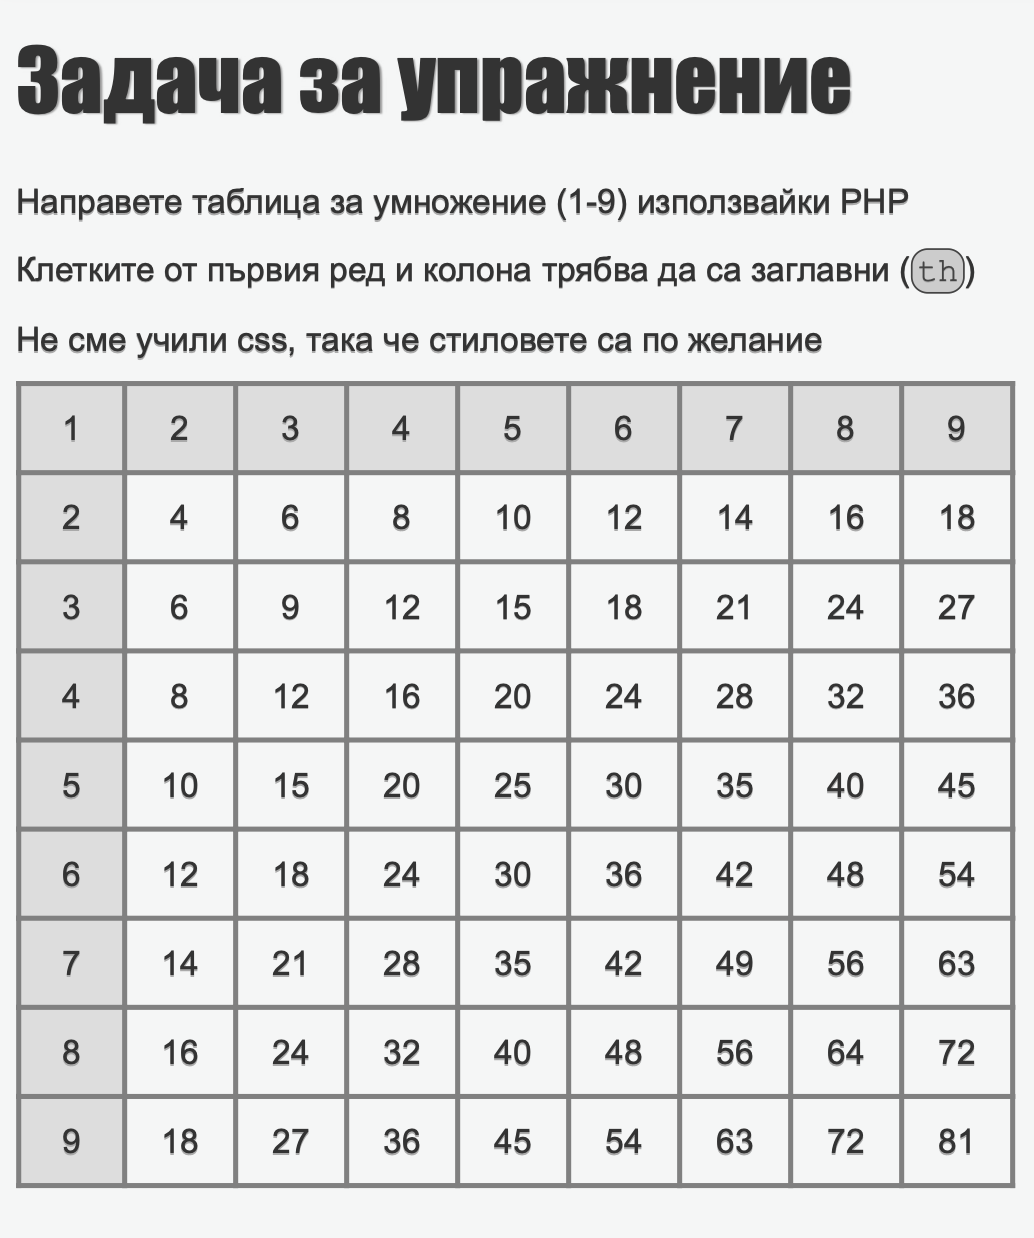 Задача за упражнение
Направете таблица за умножение (1-9) използвайки PHP
Клетките от първия ред и колона трябва да са заглавни (th)
Не сме учили css, така че стиловете са по желание
1 2 3 4 5 6 7 8 9
2 4 6 8 10 12 14 16 18
3 6 9 12 15 18 21 24 27
4 8 12 16 20 24 28 32 36
5 10 15 20 25 30 35 40 45
6 12 18 24 30 36 42 48 54
7 14 21 28 35 42 49 56 63
8 16 24 32 40 48 56 64 72
9 18 27 36 45 54 63 72 81